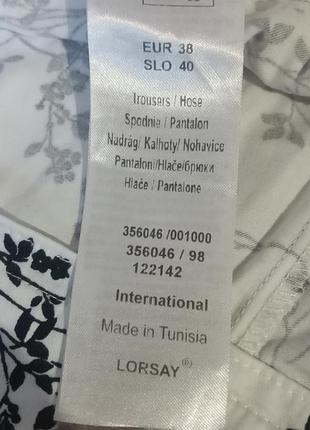 EUR 38
SLO 40
Trousers / Hose
Spodnie / Pantalon
Nadrág/ Kalhoty/ Nohavice
Pantaloni/Hlače/брюки
Hlače / Pantalone
356046 /001000
356046 / 98
122142
International
Made in Tunisia
LORSAY ®